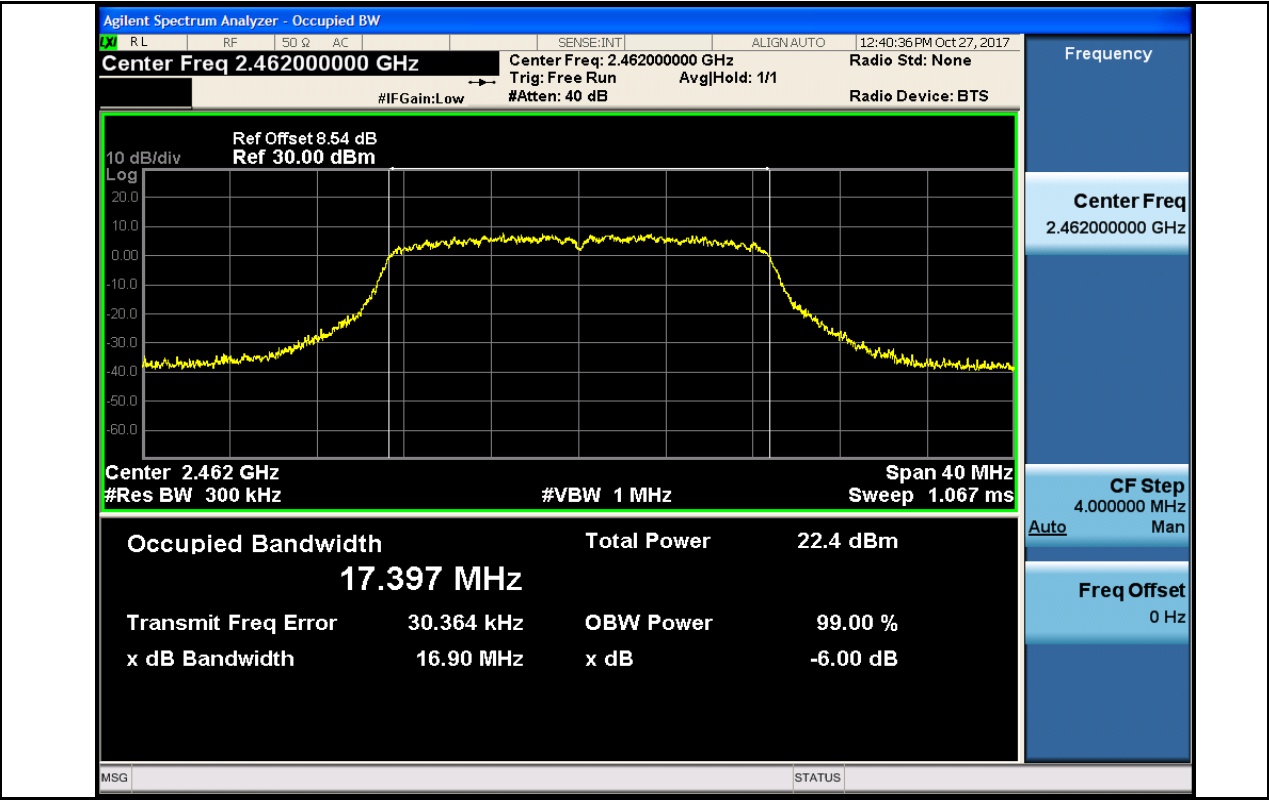 Agilent Spectrum Analyzer - Occupied BW
LXI RL RF 50 Ω AC SENSE:INT ALIGN AUTO 12:40:36 PM Oct 27, 2017
Center Freq 2.462000000 GHz
Center Freq: 2.462000000 GHz
Radio Std: None
Trig: Free Run Avg|Hold: 1/1
#IFGain:Low
#Atten: 40 dB
Radio Device: BTS
Ref Offset 8.54 dB
10 dB/div Ref 30.00 dBm
Log
20.0
10.0
0.00
-10.0
-20.0
-30.0
-40.0
-50.0
-60.0
Center 2.462 GHz Span 40 MHz
#Res BW 300 kHz #VBW 1 MHz Sweep 1.067 ms
Occupied Bandwidth Total Power 22.4 dBm
17.397 MHz
Transmit Freq Error 30.364 kHz OBW Power 99.00 %
x dB Bandwidth 16.90 MHz x dB -6.00 dB
MSG STATUS
Frequency
Center Freq
2.462000000 GHz
CF Step
4.000000 MHz
Auto Man
Freq Offset
0 Hz